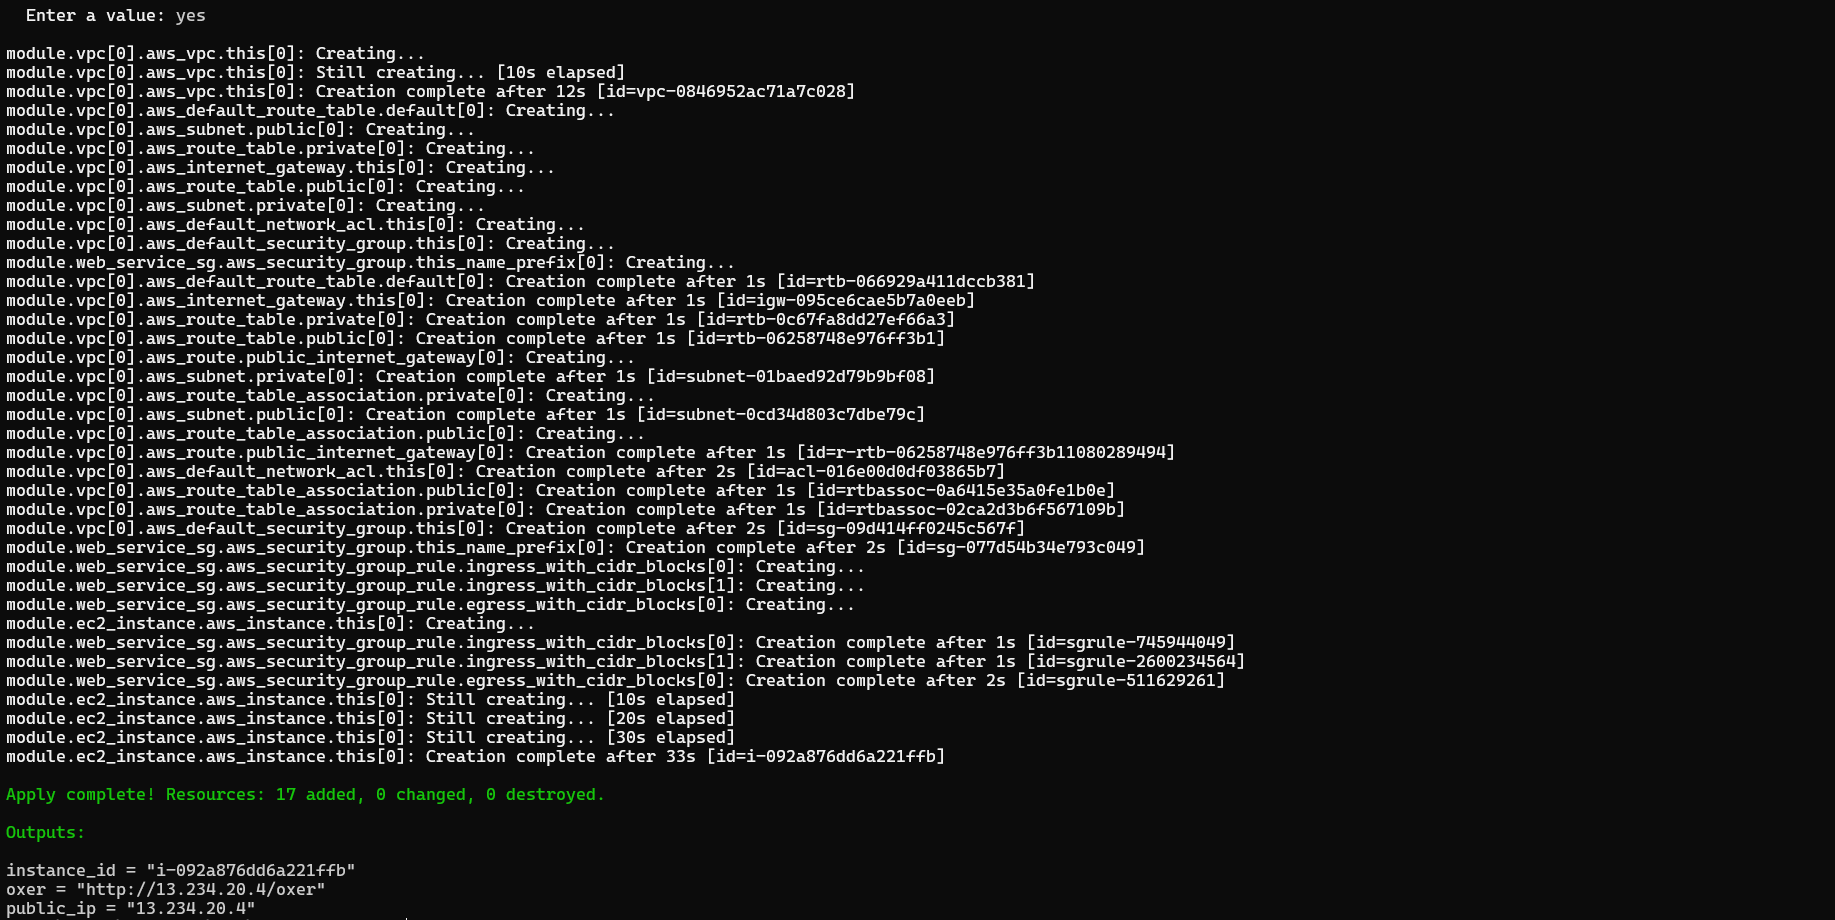 Enter a value: yes
module.vpc[0].aws_vpc.this[0]: Creating...
module.vpc[0].aws_vpc.this[0]: Still creating... [10s elapsed]
module.vpc[0].aws_vpc.this[0]: Creation complete after 12s [id=vpc-0846952ac71a7c028]
module.vpc[0].aws_default_route_table.default[0]: Creating...
module.vpc[0].aws_subnet.public[0]: Creating...
module.vpc[0].aws_route_table.private[0]: Creating...
module.vpc[0].aws_internet_gateway.this[0]: Creating...
module.vpc[0].aws_route_table.public[0]: Creating...
module.vpc[0].aws_subnet.private[0]: Creating...
module.vpc[0].aws_default_network_acl.this[0]: Creating...
module.vpc[0].aws_default_security_group.this[0]: Creating...
module.web_service_sg.aws_security_group.this_name_prefix[0]: Creating...
module.vpc[0].aws_default_route_table.default[0]: Creation complete after 1s [id=rtb-066929a411dccb381]
module.vpc[0].aws_internet_gateway.this[0]: Creation complete after 1s [id=igw-095ce6cae5b7a0eeb]
module.vpc[0].aws_route_table.private[0]: Creation complete after 1s [id=rtb-0c67fa8dd27ef66a3]
module.vpc[0].aws_route_table.public[0]: Creation complete after 1s [id=rtb-06258748e976ff3b1]
module.vpc[0].aws_route.public_internet_gateway[0]: Creating...
module.vpc[0].aws_subnet.private[0]: Creation complete after 1s [id=subnet-01baed92d79b9bf08]
module.vpc[0].aws_route_table_association.private[0]: Creating...
module.vpc[0].aws_subnet.public[0]: Creation complete after 1s [id=subnet-0cd34d803c7dbe79c]
module.vpc[0].aws_route_table_association.public[0]: Creating...
module.vpc[0].aws_route.public_internet_gateway[0]: Creation complete after 1s [id=r-rtb-06258748e976ff3b11080289494]
module.vpc[0].aws_default_network_acl.this[0]: Creation complete after 2s [id=acl-016e00d0df03865b7]
module.vpc[0].aws_route_table_association.public[0]: Creation complete after 1s [id=rtbassoc-0a6415e35a0fe1b0e]
module.vpc[0].aws_route_table_association.private[0]: Creation complete after 1s [id=rtbassoc-02ca2d3b6f567109b]
module.vpc[0].aws_default_security_group.this[0]: Creation complete after 2s [id=sg-09d414ff0245c567f]
module.web_service_sg.aws_security_group.this_name_prefix[0]: Creation complete after 2s [id=sg-077d54b34e793c049]
module.web_service_sg.aws_security_group_rule.ingress_with_cidr_blocks[0]: Creating...
module.web_service_sg.aws_security_group_rule.ingress_with_cidr_blocks[1]: Creating...
module.web_service_sg.aws_security_group_rule.egress_with_cidr_blocks[0]: Creating...
module.ec2_instance.aws_instance.this[0]: Creating...
module.web_service_sg.aws_security_group_rule.ingress_with_cidr_blocks[0]: Creation complete after 1s [id=sgrule-745944049]
module.web_service_sg.aws_security_group_rule.ingress_with_cidr_blocks[1]: Creation complete after 1s [id=sgrule-2600234564]
module.web_service_sg.aws_security_group_rule.egress_with_cidr_blocks[0]: Creation complete after 2s [id=sgrule-511629261]
module.ec2_instance.aws_instance.this[0]: Still creating... [10s elapsed]
module.ec2_instance.aws_instance.this[0]: Still creating... [20s elapsed]
module.ec2_instance.aws_instance.this[0]: Still creating... [30s elapsed]
module.ec2_instance.aws_instance.this[0]: Creation complete after 33s [id=i-092a876dd6a221ffb]
Apply complete! Resources: 17 added, 0 changed, 0 destroyed.
Outputs:
instance_id = "i-092a876dd6a221ffb"
oxer = "http://13.234.20.4/oxer"
public_ip = "13.234.20.4"